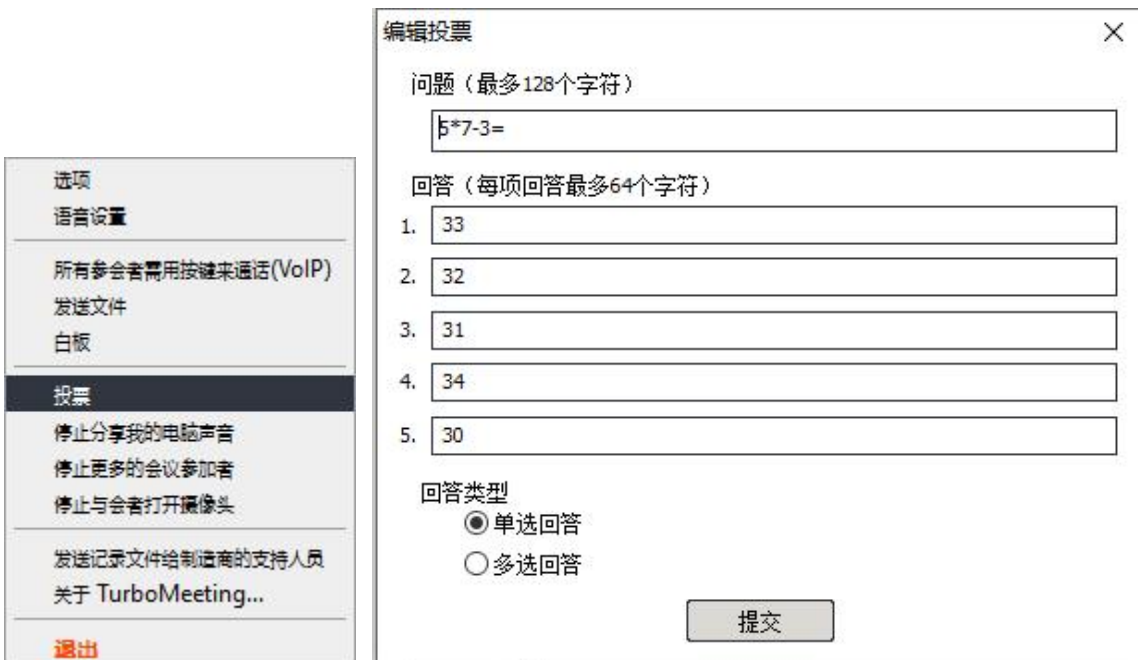 选项
语音设置
所有参会者需用按键来通话(VoIP)
发送文件
白板
投票
停止分享我的电脑声音
停止更多的会议参加者
停止与会者打开摄像头
发送记录文件给制造商的支持人员
关于 TurboMeeting...
退出
编辑投票
问题（最多128个字符）
5*7-3=
回答（每项回答最多64个字符）
1. 33
2. 32
3. 31
4. 34
5. 30
回答类型
单选回答
多选回答
提交